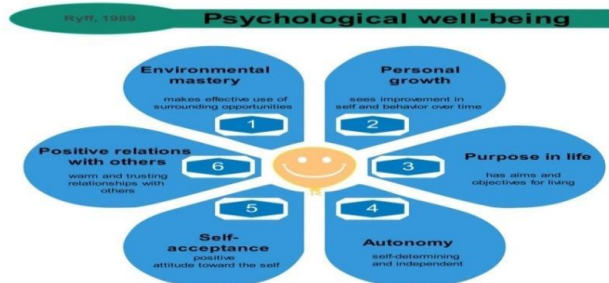 Ryff, 1989
Psychological well-being
Environmental
mastery
makes effective use of
surrounding opportunities
1
Personal
growth
sees improvement in
self and behavior over time
2
Purpose in life
has aims and
objectives for living
3
Autonomy
self-determining
and independent
4
Self-
acceptance
positive
attitude toward the self
5
Positive relations
with others
warm and trusting
relationships with
others
6